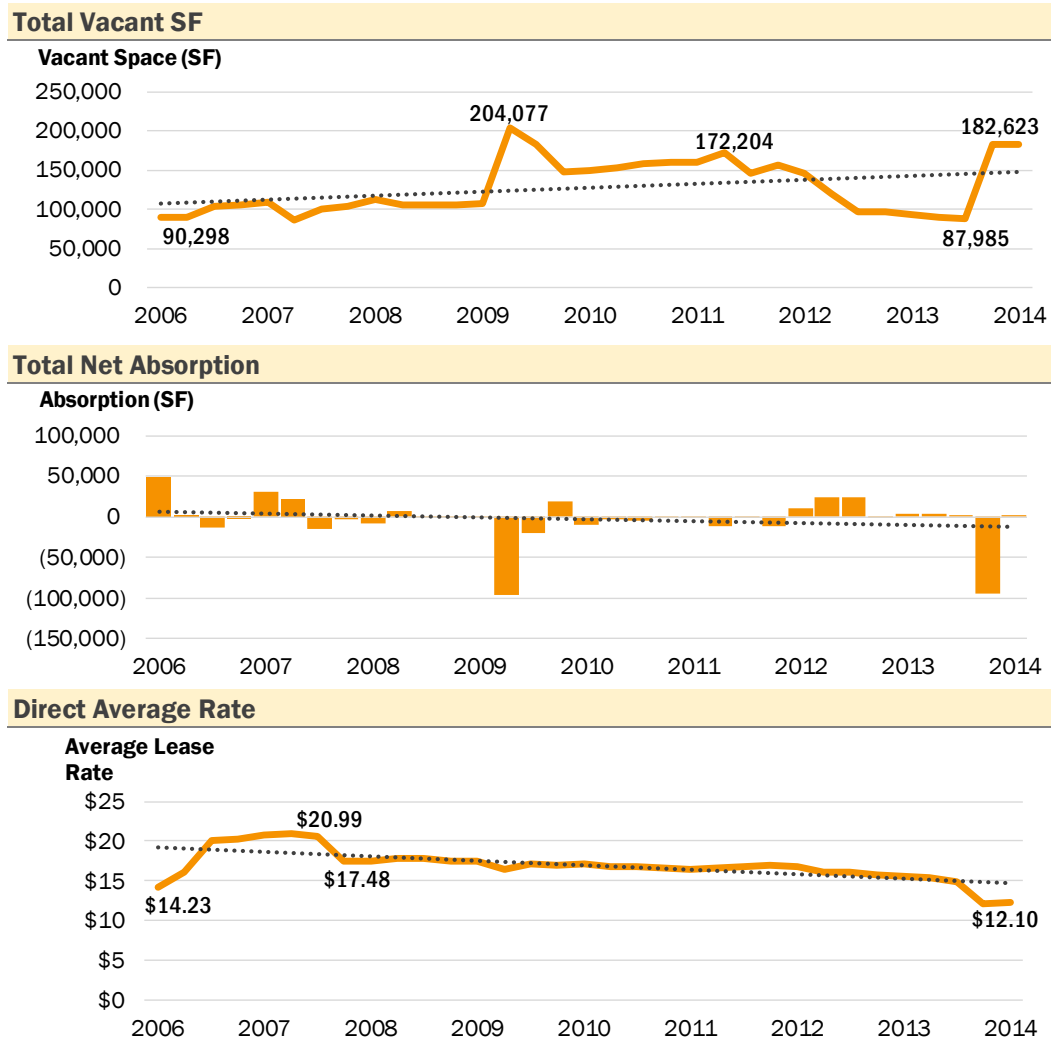 Total Vacant SF
Vacant Space (SF)
250,000
204,077
182,623
200,000
172,204
150,000
100,000
90,298
87,985
50,000
0
2006 2007 2008 2009 2010 2011 2012 2013 2014
Total Net Absorption
Absorption (SF)
100,000
50,000
0
(50,000)
(100,000)
(150,000)
2006 2007 2008 2009 2010 2011 2012 2013 2014
Direct Average Rate
Average Lease
Rate
$25
$20.99
$20
$17.48
$15
$14.23
$12.10
$10
$5
$0
2006 2007 2008 2009 2010 2011 2012 2013 2014